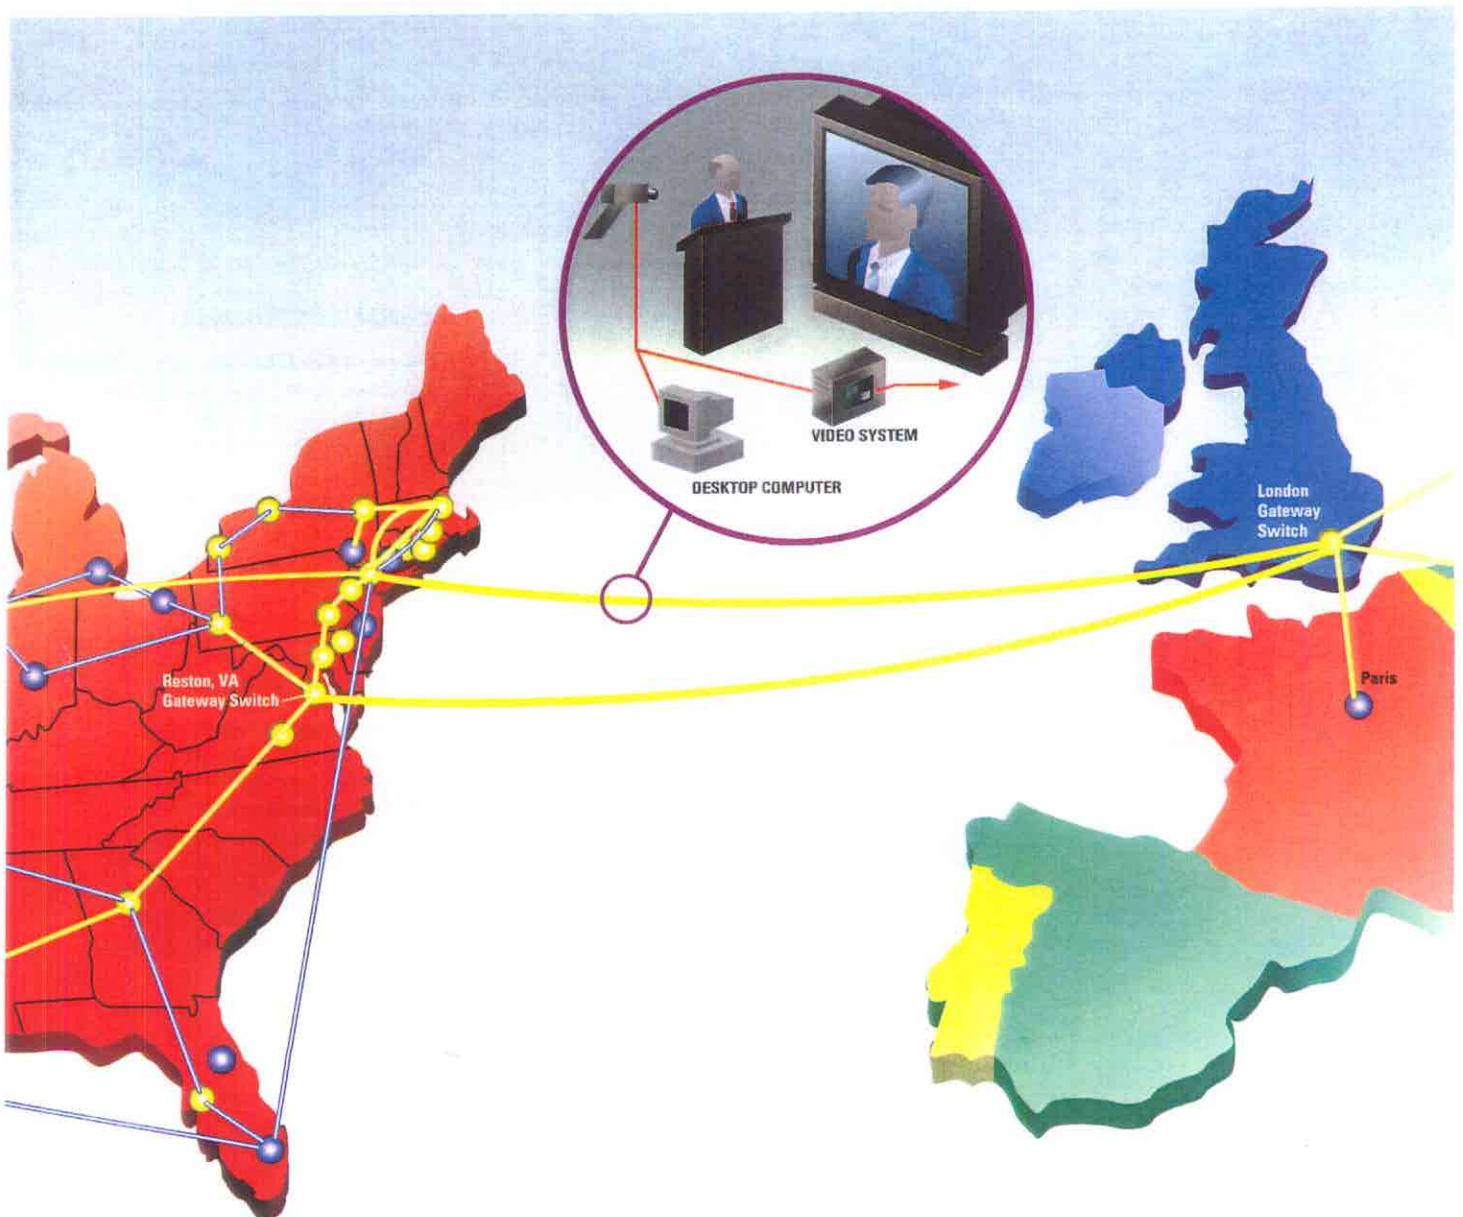 VIDEO SYSTEM
DESKTOP COMPUTER
London
Gateway
Switch
Reston, VA
Gateway Switch
Paris